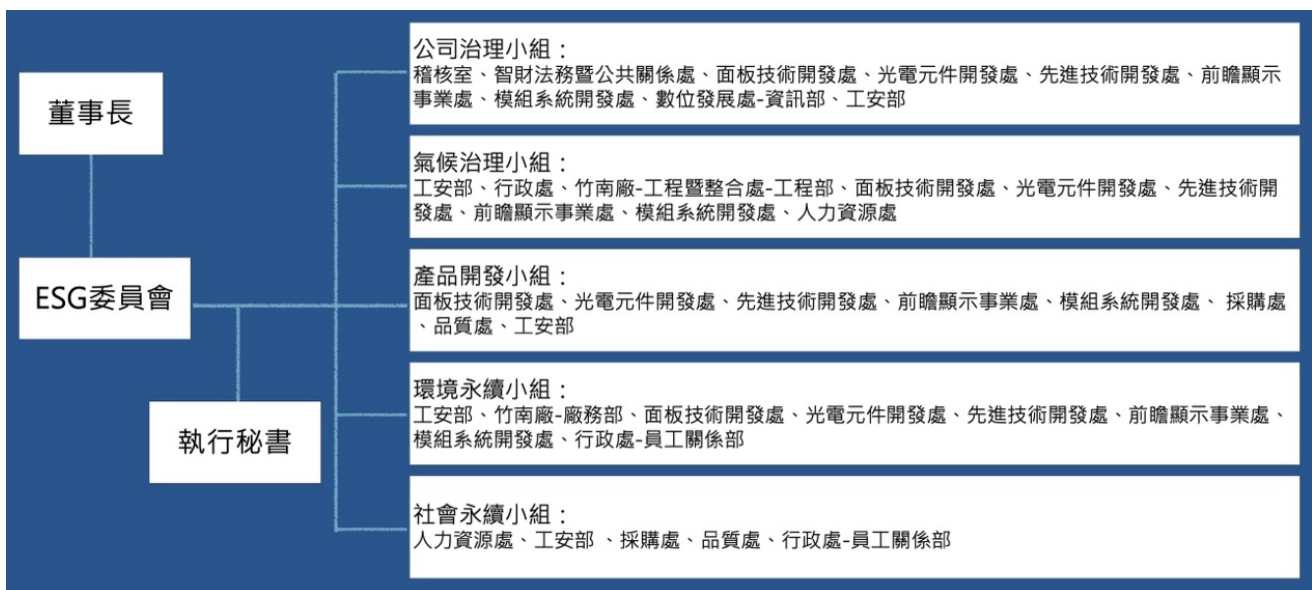 董事長
ESG委員會
執行秘書
公司治理小組：
稽核室、智財法務暨公共關係處、面板技術開發處、光電元件開發處、先進技術開發處、前瞻顯示
事業處、模組系統開發處、數位發展處-資訊部、工安部
氣候治理小組：
工安部、行政處、竹南廠-工程暨整合處-工程部、面板技術開發處、光電元件開發處、先進技術開
發處、前瞻顯示事業處、模組系統開發處、人力資源處
產品開發小組：
面板技術開發處、光電元件開發處、先進技術開發處、前瞻顯示事業處、模組系統開發處、 採購處
、品質處、工安部
環境永續小組：
工安部、竹南廠-廠務部、面板技術開發處、光電元件開發處、先進技術開發處、前瞻顯示事業處、
模組系統開發處、行政處-員工關係部
社會永續小組：
人力資源處、工安部 、採購處、品質處、行政處-員工關係部